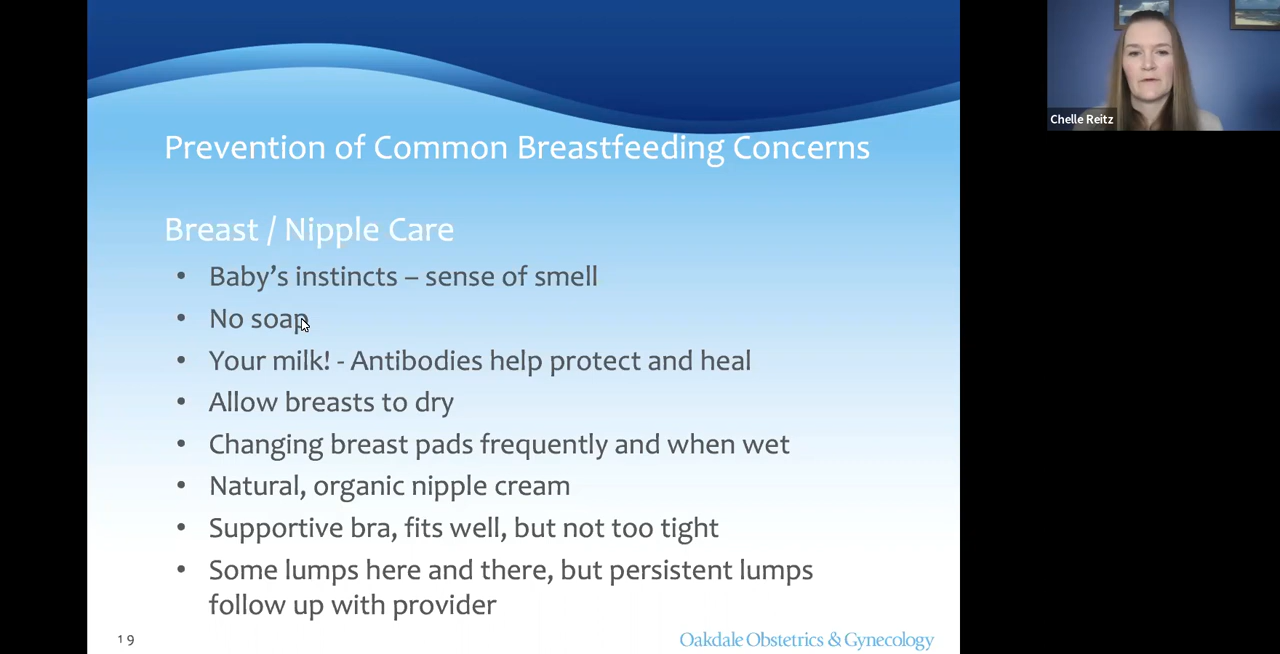 Prevention of Common Breastfeeding Concerns
Breast / Nipple Care
• Baby’s instincts – sense of smell
• No soap
• Your milk! - Antibodies help protect and heal
• Allow breasts to dry
• Changing breast pads frequently and when wet
• Natural, organic nipple cream
• Supportive bra, fits well, but not too tight
• Some lumps here and there, but persistent lumps
follow up with provider
19
Oakdale Obstetrics & Gynecology
Chelle Reitz